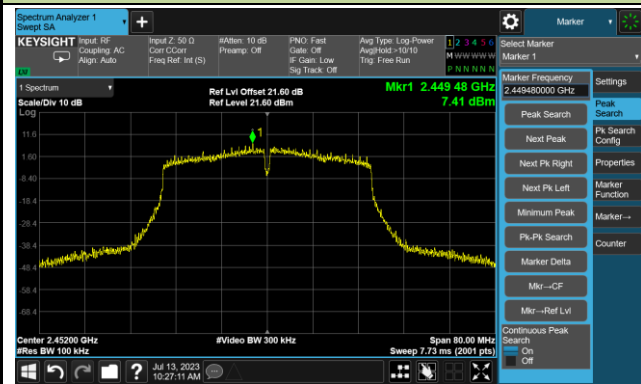 Spectrum Analyzer 1
Swept SA
Marker
KEYSIGHT
Input: RF
Coupling: AC
Align: Auto
Input Z: 50 Ω
Corr CCorr
Freq Ref: Int (S)
#Atten: 10 dB
Preamp: Off
PNO: Fast
Gate: Off
IF Gain: Low
Sig Track: Off
Avg Type: Log-Power
Avg|Hold:>10/10
Trig: Free Run
1 2 3 4 5 6
M W W W W W
P N N N N N
LXI
Select Marker
Marker 1
1 Spectrum
Scale/Div 10 dB
Log
Ref Lvl Offset 21.60 dB
Ref Level 21.60 dBm
Mkr1 2.449 48 GHz
7.41 dBm
Marker Frequency
2.449480000 GHz
Peak Search
Next Peak
Next Pk Right
Next Pk Left
Minimum Peak
Pk-Pk Search
Marker Delta
Mkr→CF
Mkr→Ref Lvl
Continuous Peak
Search
On
Off
Settings
Peak
Search
Pk Search
Config
Properties
Marker
Function
Marker→
Counter
1
11.6
1.60
-8.40
-18.4
-28.4
-38.4
-48.4
-58.4
-68.4
Center 2.45200 GHz
#Res BW 100 kHz
#Video BW 300 kHz
Span 80.00 MHz
Sweep 7.73 ms (2001 pts)
Jul 13, 2023
10:27:11 AM